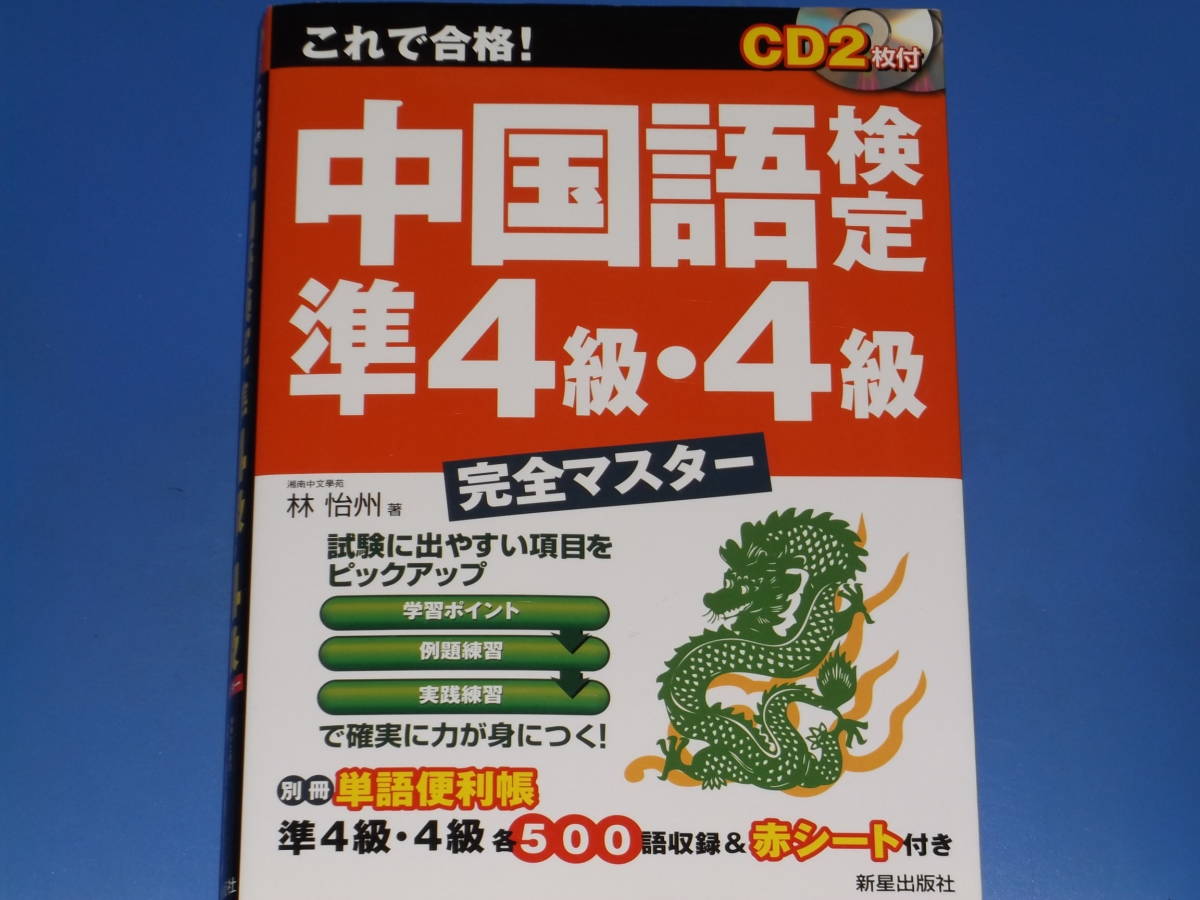 これで合格！
CD2枚付
中国語検定
準4級・4級
完全マスター
湘南中文學苑
林 怡州 著
試験に出やすい項目を
ピックアップ
学習ポイント
例題練習
実践練習
で確実に力が身につく！
別冊 単語便利帳
準4級・4級 各500語収録＆赤シート付き
新星出版社